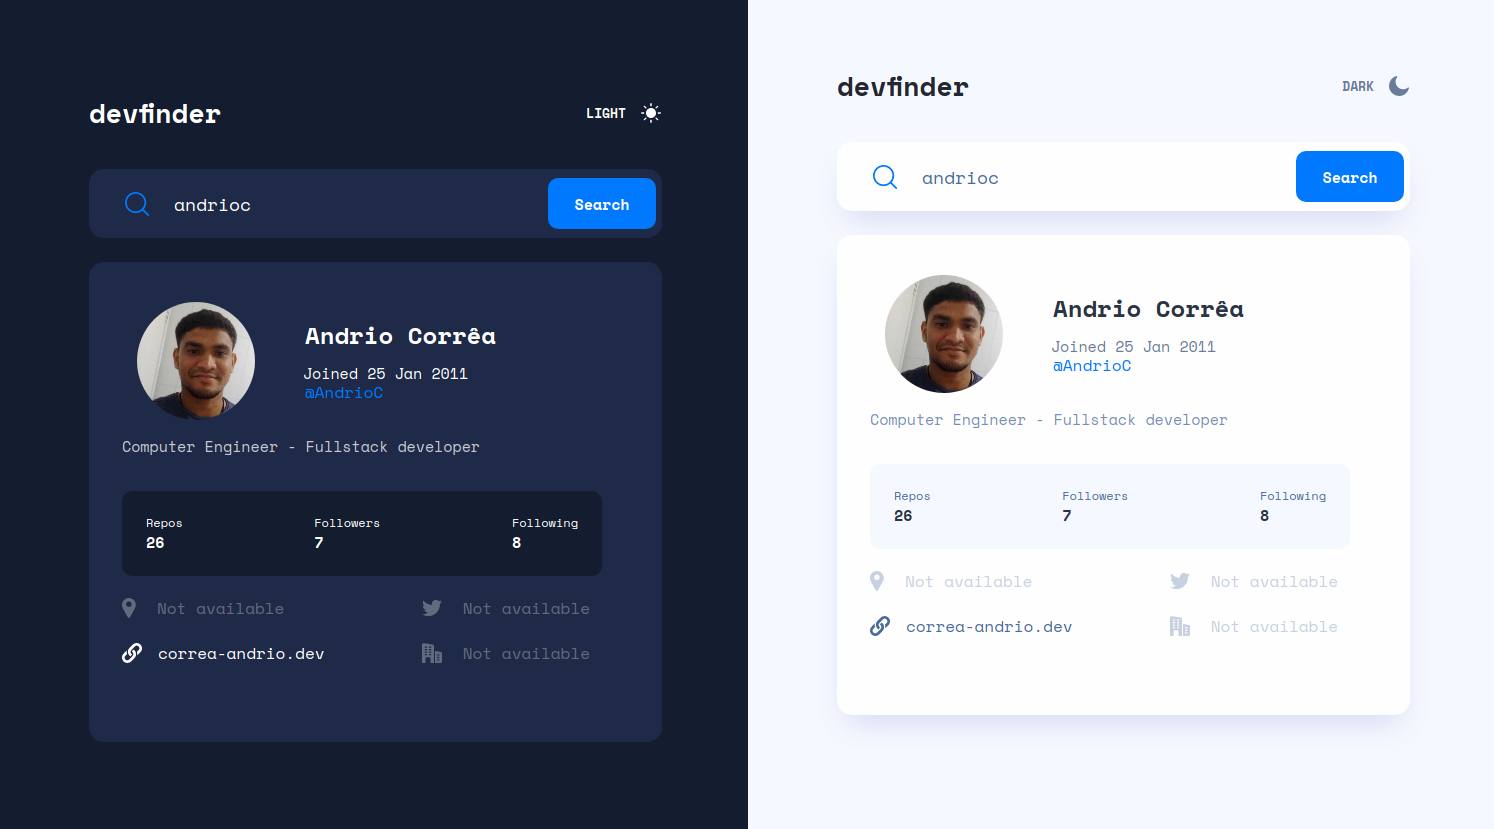 devfinder
LIGHT
andrioc
Search
Andrio Corrêa
Joined 25 Jan 2011
@AndrioC
Computer Engineer - Fullstack developer
Repos Followers Following
26 7 8
Not available Not available
correa-andrio.dev Not available
devfinder
DARK
andrioc
Search
Andrio Corrêa
Joined 25 Jan 2011
@AndrioC
Computer Engineer - Fullstack developer
Repos Followers Following
26 7 8
Not available Not available
correa-andrio.dev Not available